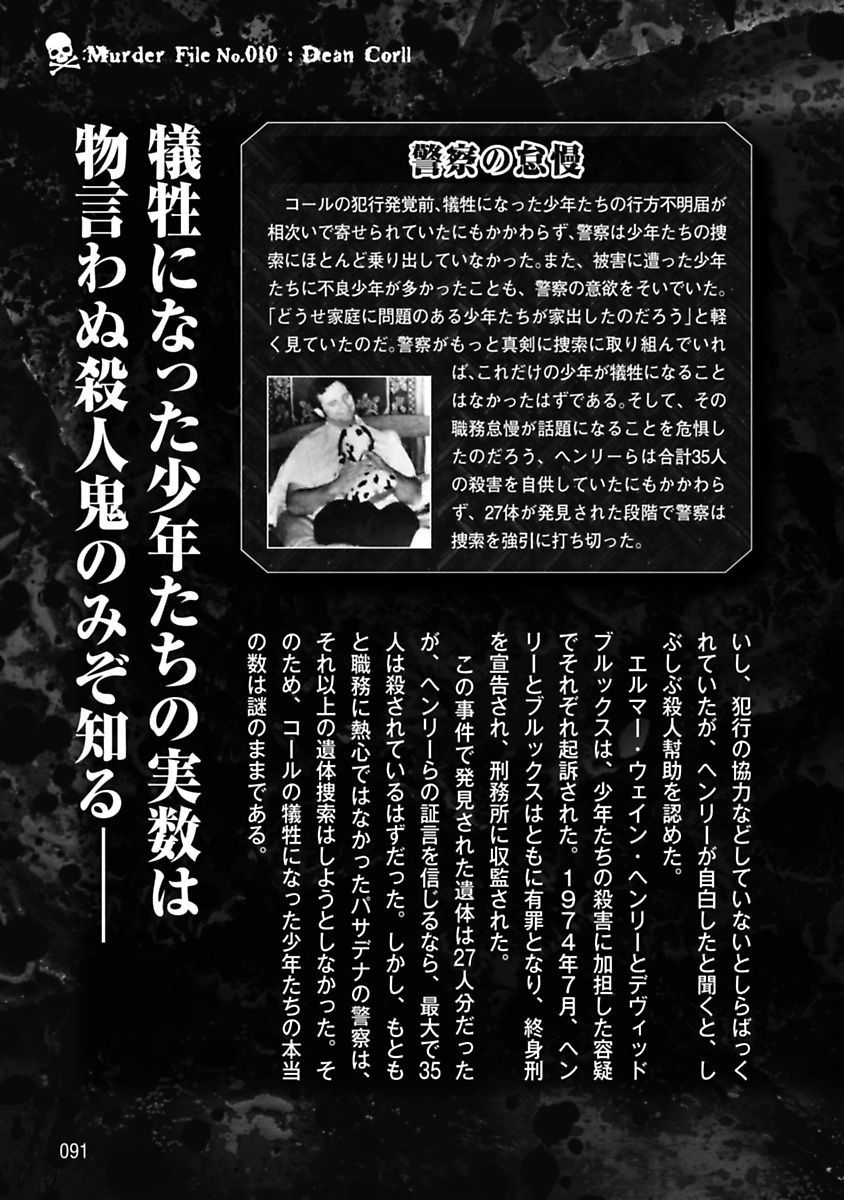 Murder File No.010 : Dean Corll
警察の怠慢
　コールの犯行発覚前、犠牲になった少年たちの行方不明届が
相次いで寄せられていたにもかかわらず、警察は少年たちの捜
索にほとんど乗り出していなかった。また、被害に遭った少年
たちに不良少年が多かったことも、警察の意欲をそいでいた。
「どうせ家庭に問題のある少年たちが家出したのだろう」と軽
く見ていたのだ。警察がもっと真剣に捜索に取り組んでいれ
ば、これだけの少年が犠牲になること
はなかったはずである。そして、その
職務怠慢が話題になることを危惧し
たのだろう、ヘンリーらは合計35人
の殺害を自供していたにもかかわら
ず、27体が発見された段階で警察は
捜索を強引に打ち切った。
犠牲になった少年たちの実数は
物言わぬ殺人鬼のみぞ知る――
いし、犯行の協力などしていないとしらばっく
れていたが、ヘンリーが自白したと聞くと、し
ぶしぶ殺人幇助を認めた。
　エルマー・ウェイン・ヘンリーとデヴィッド・
ブルックスは、少年たちの殺害に加担した容疑
でそれぞれ起訴された。1974年7月、ヘン
リーとブルックスはともに有罪となり、終身刑
を宣告され、刑務所に収監された。
　この事件で発見された遺体は27人分だった
が、ヘンリーらの証言を信じるなら、最大で35
人は殺されているはずだった。しかし、もとも
と職務に熱心ではなかったパサデナの警察は、
それ以上の遺体捜索はしようとしなかった。そ
のため、コールの犠牲になった少年たちの本当
の数は謎のままである。
091